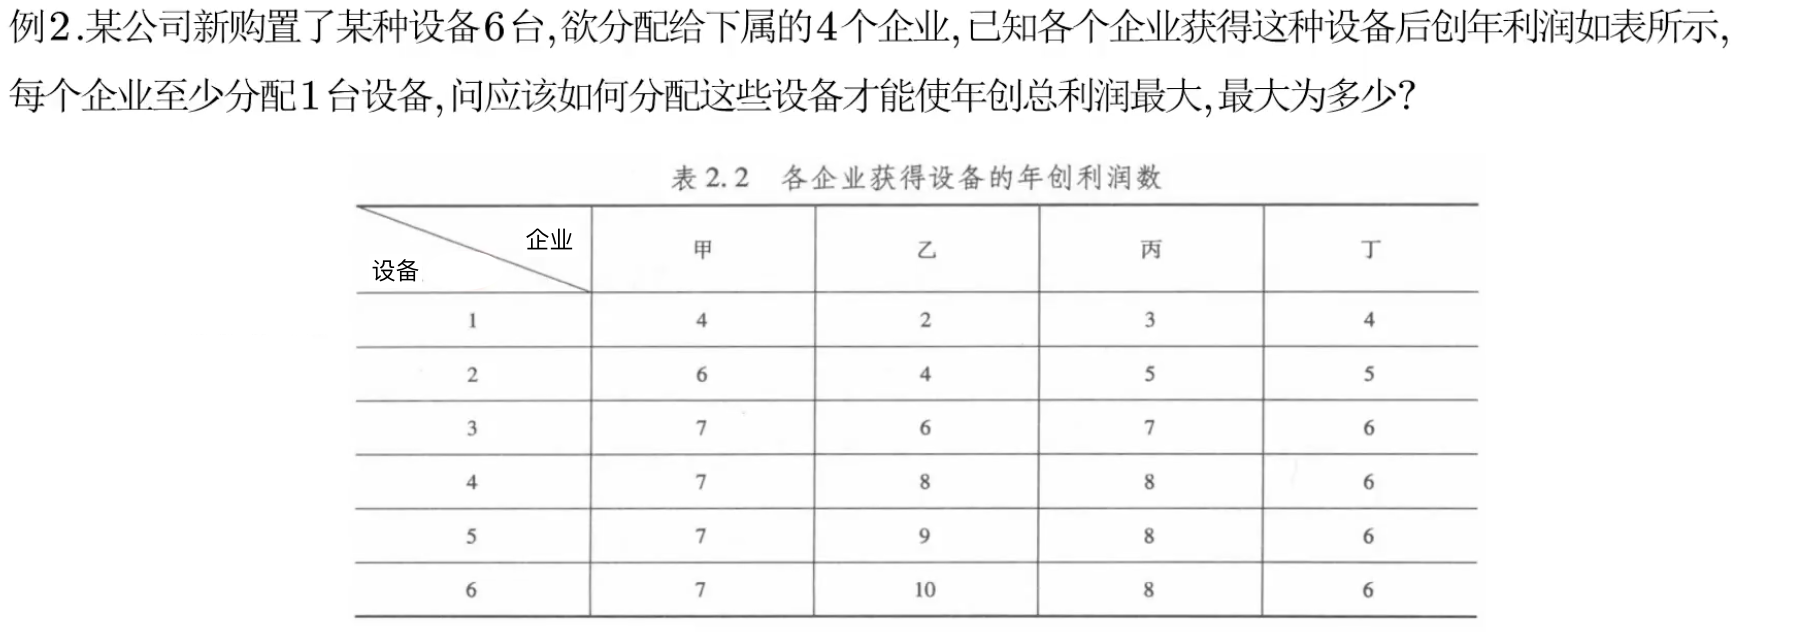 例2.某公司新购置了某种设备6台,欲分配给下属的4个企业,已知各个企业获得这种设备后创年利润如表所示,
每个企业至少分配1台设备,问应该如何分配这些设备才能使年创总利润最大,最大为多少?
表2.2 各企业获得设备的年创利润数
企业
设备
甲 乙 丙 丁
1 4 2 3 4
2 6 4 5 5
3 7 6 7 6
4 7 8 8 6
5 7 9 8 6
6 7 10 8 6